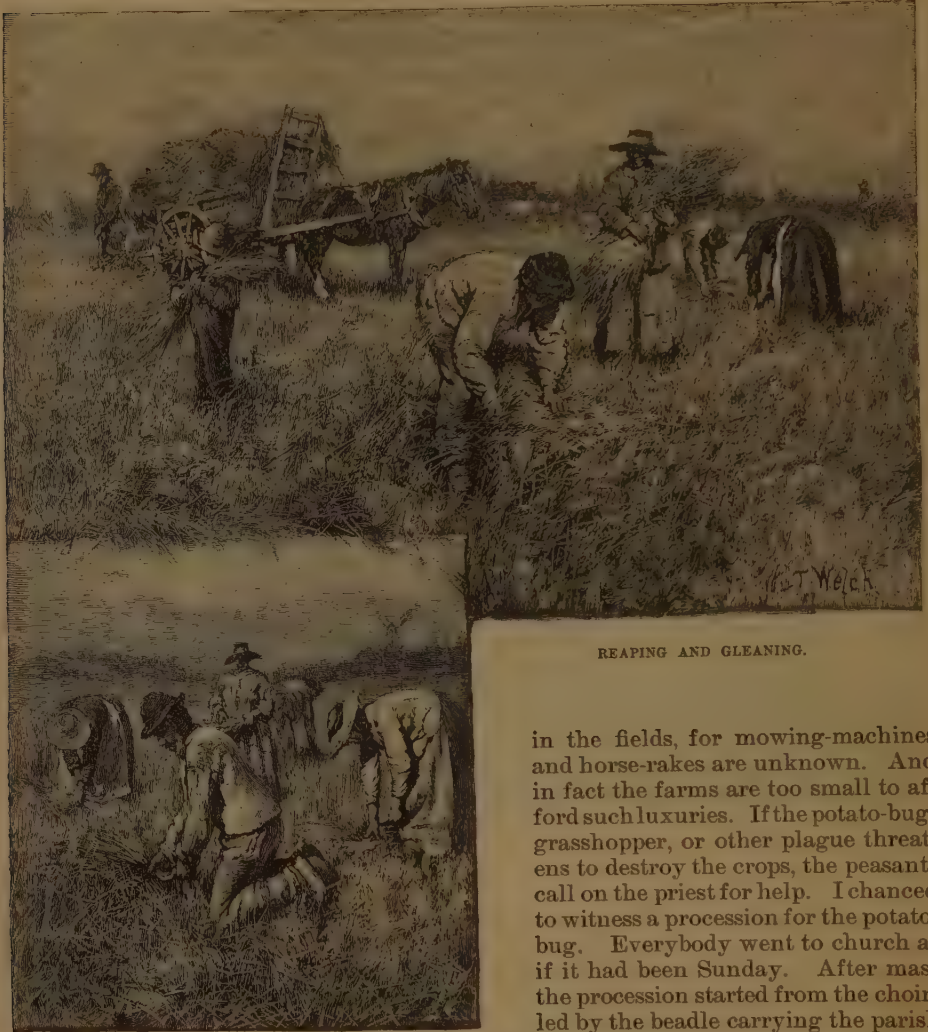 T Welch
REAPING AND GLEANING.
in the fields, for mowing-machine
and horse-rakes are unknown. And
in fact the farms are too small to af
ford such luxuries. If the potato-bug
grasshopper, or other plague threat
ens to destroy the crops, the peasant
call on the priest for help. I chanced
to witness a procession for the potato
bug. Everybody went to church a
if it had been Sunday. After mas
the procession started from the choir
led by the beadle carrying the paris